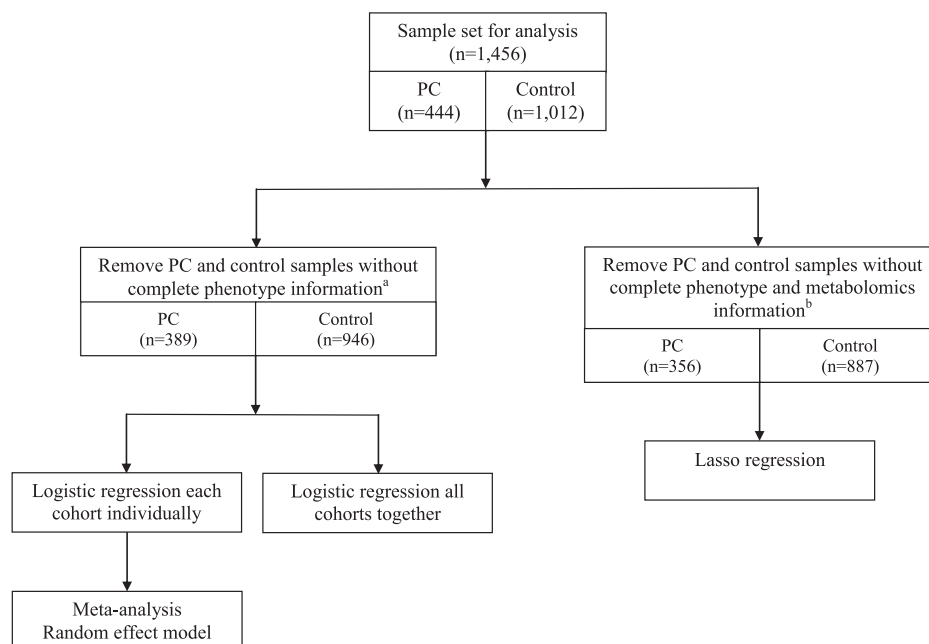 Sample set for analysis
(n=1,456)
PC
(n=444)
Control
(n=1,012)
Remove PC and control samples without
complete phenotype informationᵃ
PC
(n=389)
Control
(n=946)
Remove PC and control samples without
complete phenotype and metabolomics
informationᵇ
PC
(n=356)
Control
(n=887)
Logistic regression each
cohort individually
Logistic regression all
cohorts together
Lasso regression
Meta-analysis
Random effect model